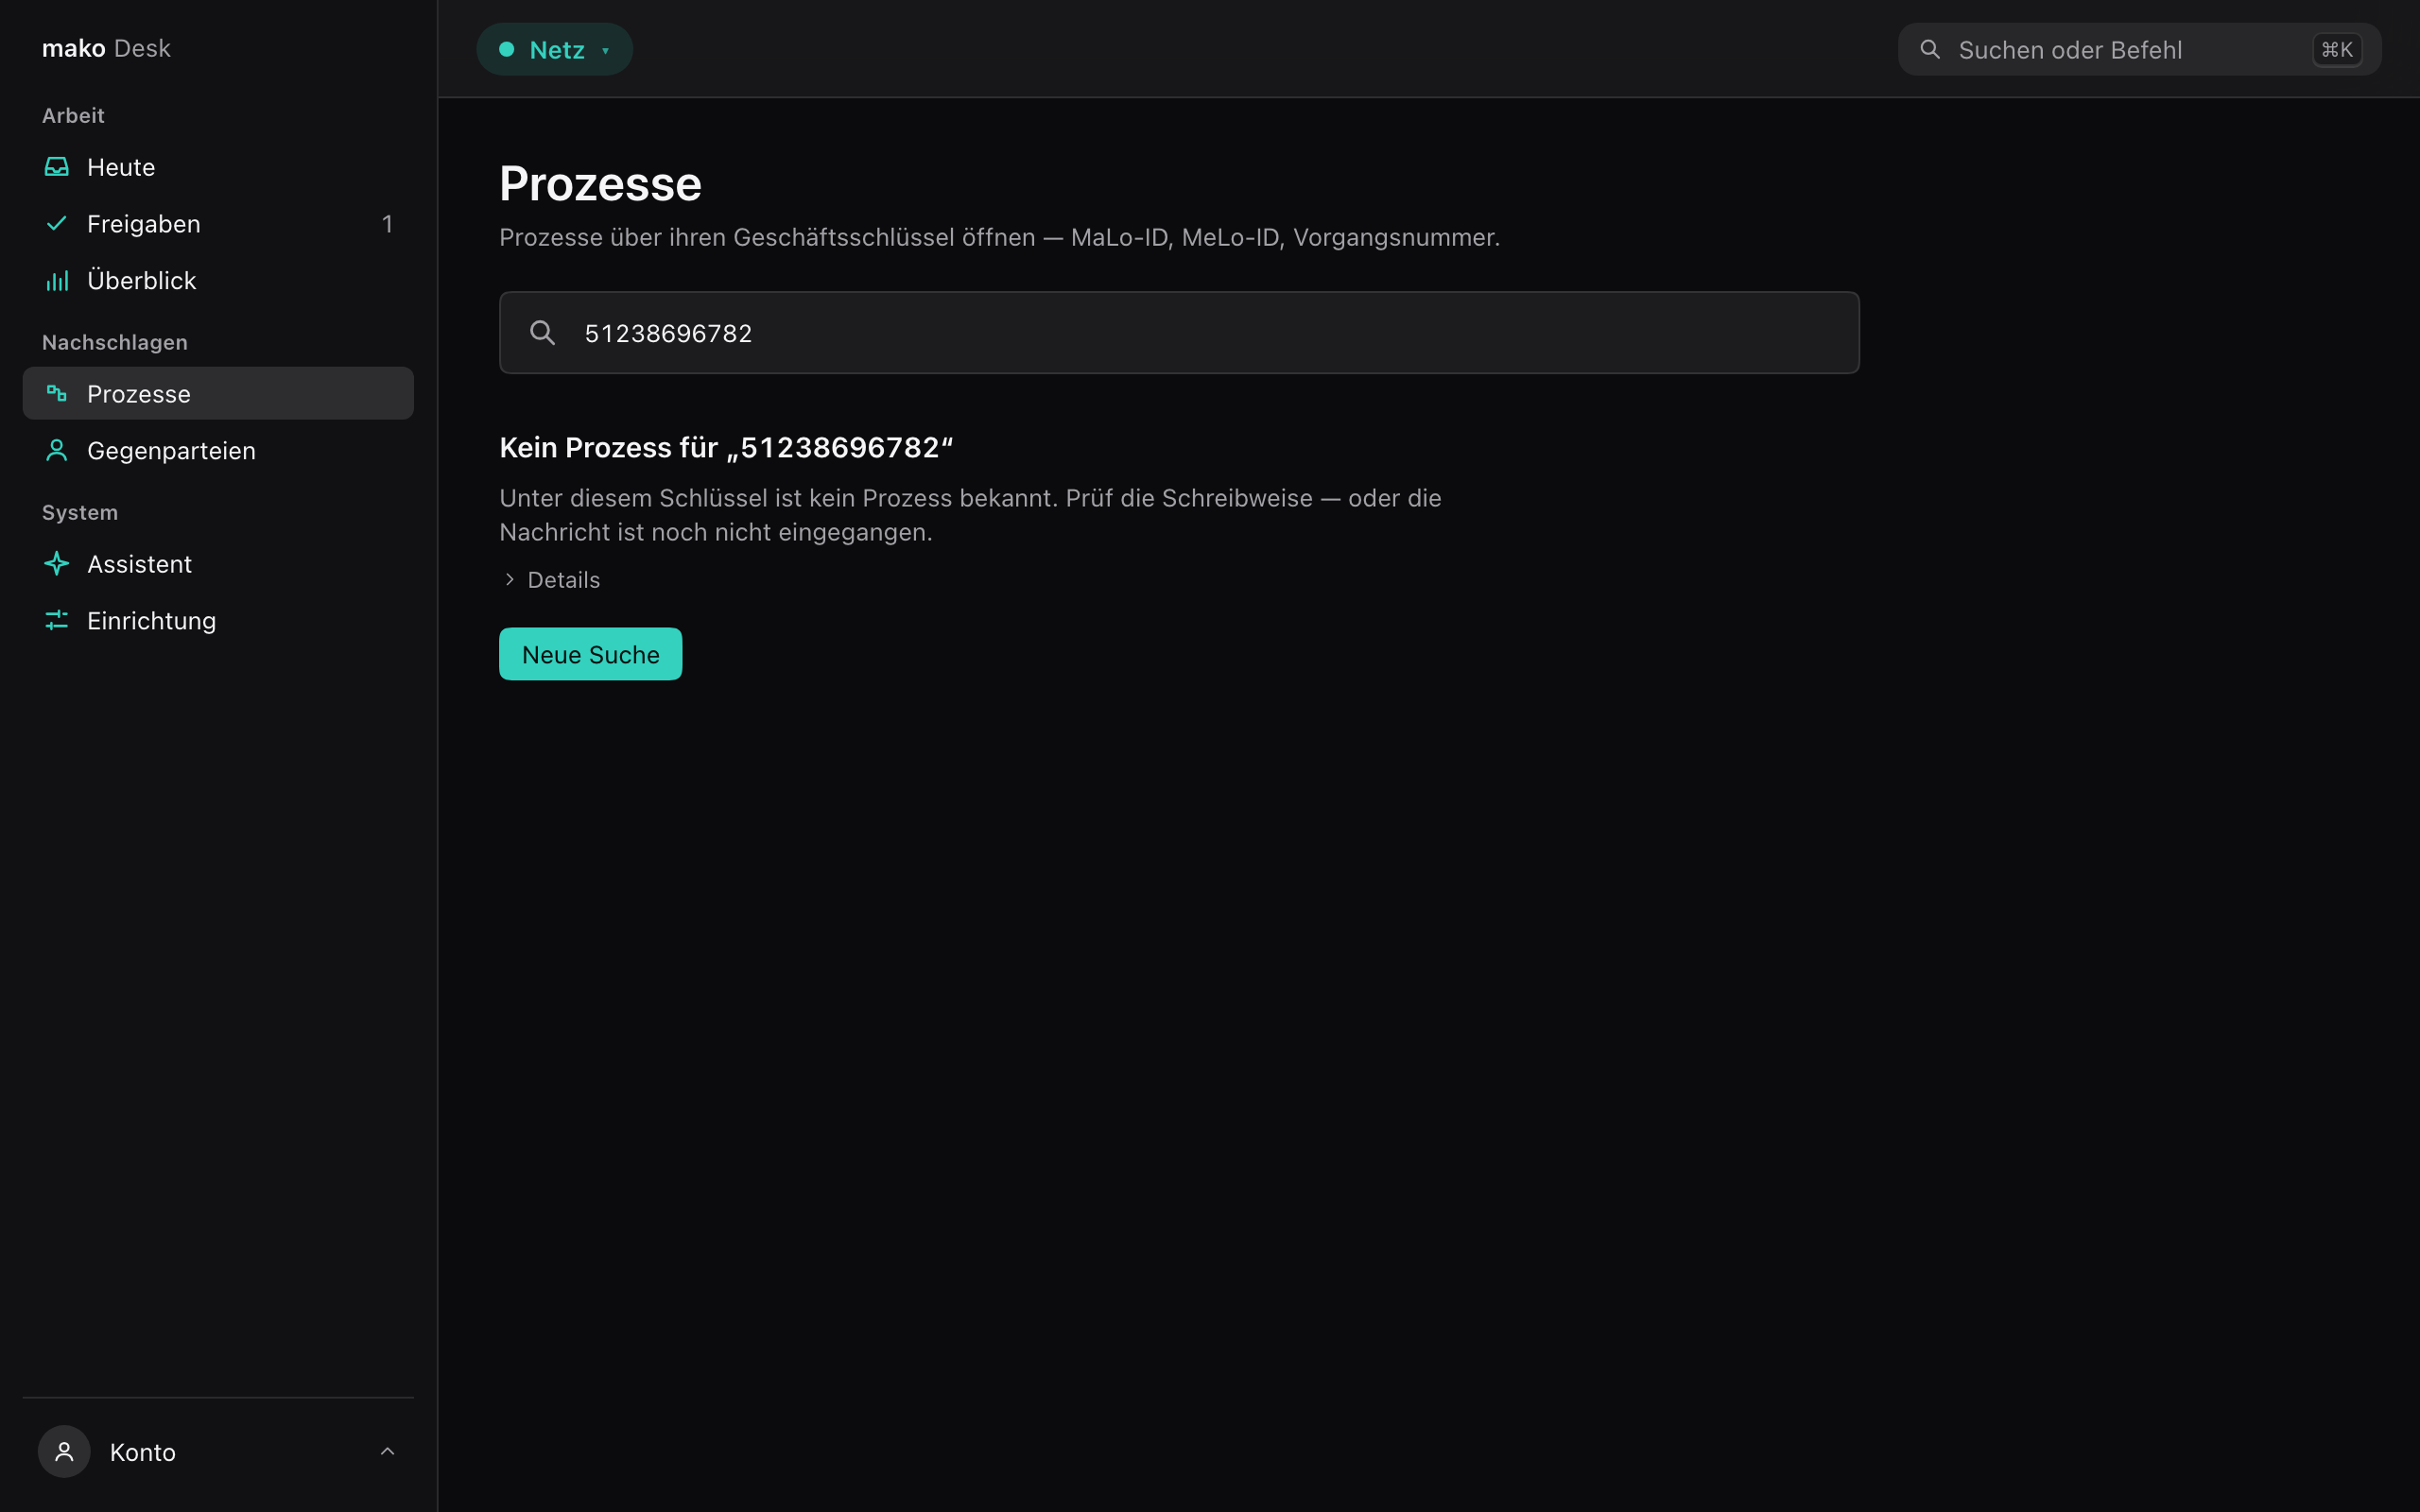 mako Desk
Arbeit
Heute
Freigaben 1
Überblick
Nachschlagen
Prozesse
Gegenparteien
System
Assistent
Einrichtung
Konto
Netz
Suchen oder Befehl ⌘K
Prozesse
Prozesse über ihren Geschäftsschlüssel öffnen — MaLo-ID, MeLo-ID, Vorgangsnummer.
51238696782
Kein Prozess für „51238696782“
Unter diesem Schlüssel ist kein Prozess bekannt. Prüf die Schreibweise — oder die
Nachricht ist noch nicht eingegangen.
Details
Neue Suche